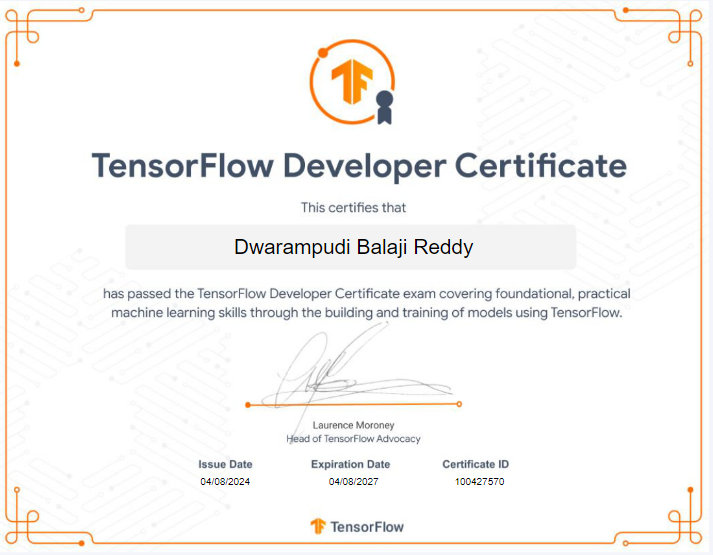 TensorFlow Developer Certificate
This certifies that
Dwarampudi Balaji Reddy
has passed the TensorFlow Developer Certificate exam covering foundational, practical
machine learning skills through the building and training of models using TensorFlow.
Laurence Moroney
Head of TensorFlow Advocacy
Issue Date Expiration Date Certificate ID
04/08/2024 04/08/2027 100427570
TensorFlow